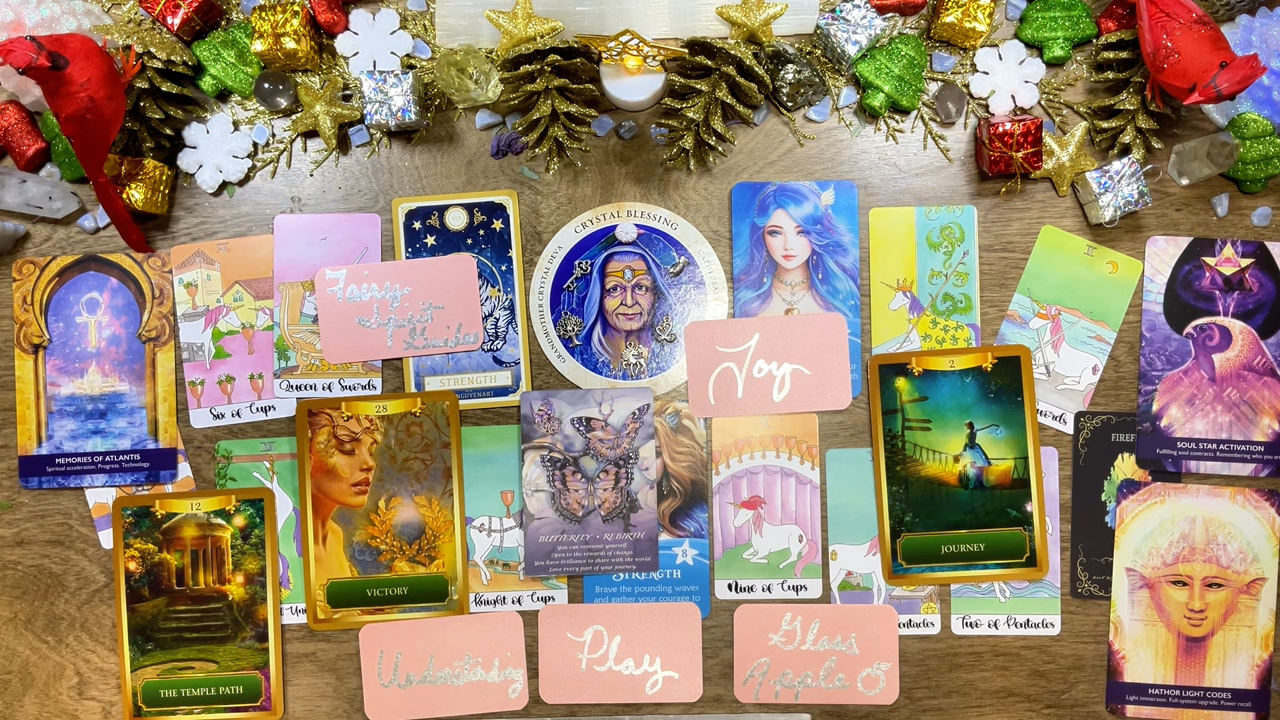 CRYSTAL BLESSING
GRANDMOTHER CRYSTAL DEVA
MEMORIES OF ATLANTIS
Spiritual acceleration. Progress. Technology.
VI
Six of Cups
Queen of Swords
Fairy
Spirit
Guide
STRENGTH
Joy
II
SOUL STAR ACTIVATION
Fulfilling soul contracts. Remembering who you
12
THE TEMPLE PATH
28
VICTORY
Knight of Cups
BUTTERFLY • REBIRTH
You can reinvent yourself.
Open to the rewards of change.
You have brilliance to share with the world.
Love every part of your journey.
8
STRENGTH
Brave the pounding waves
and gather your courage to
Nine of Cups
2
JOURNEY
Two of Pentacles
FIREF
HATHOR LIGHT CODES
Light immersion. Full-system upgrade. Power recall.
Understanding
Play
Glass
Apple